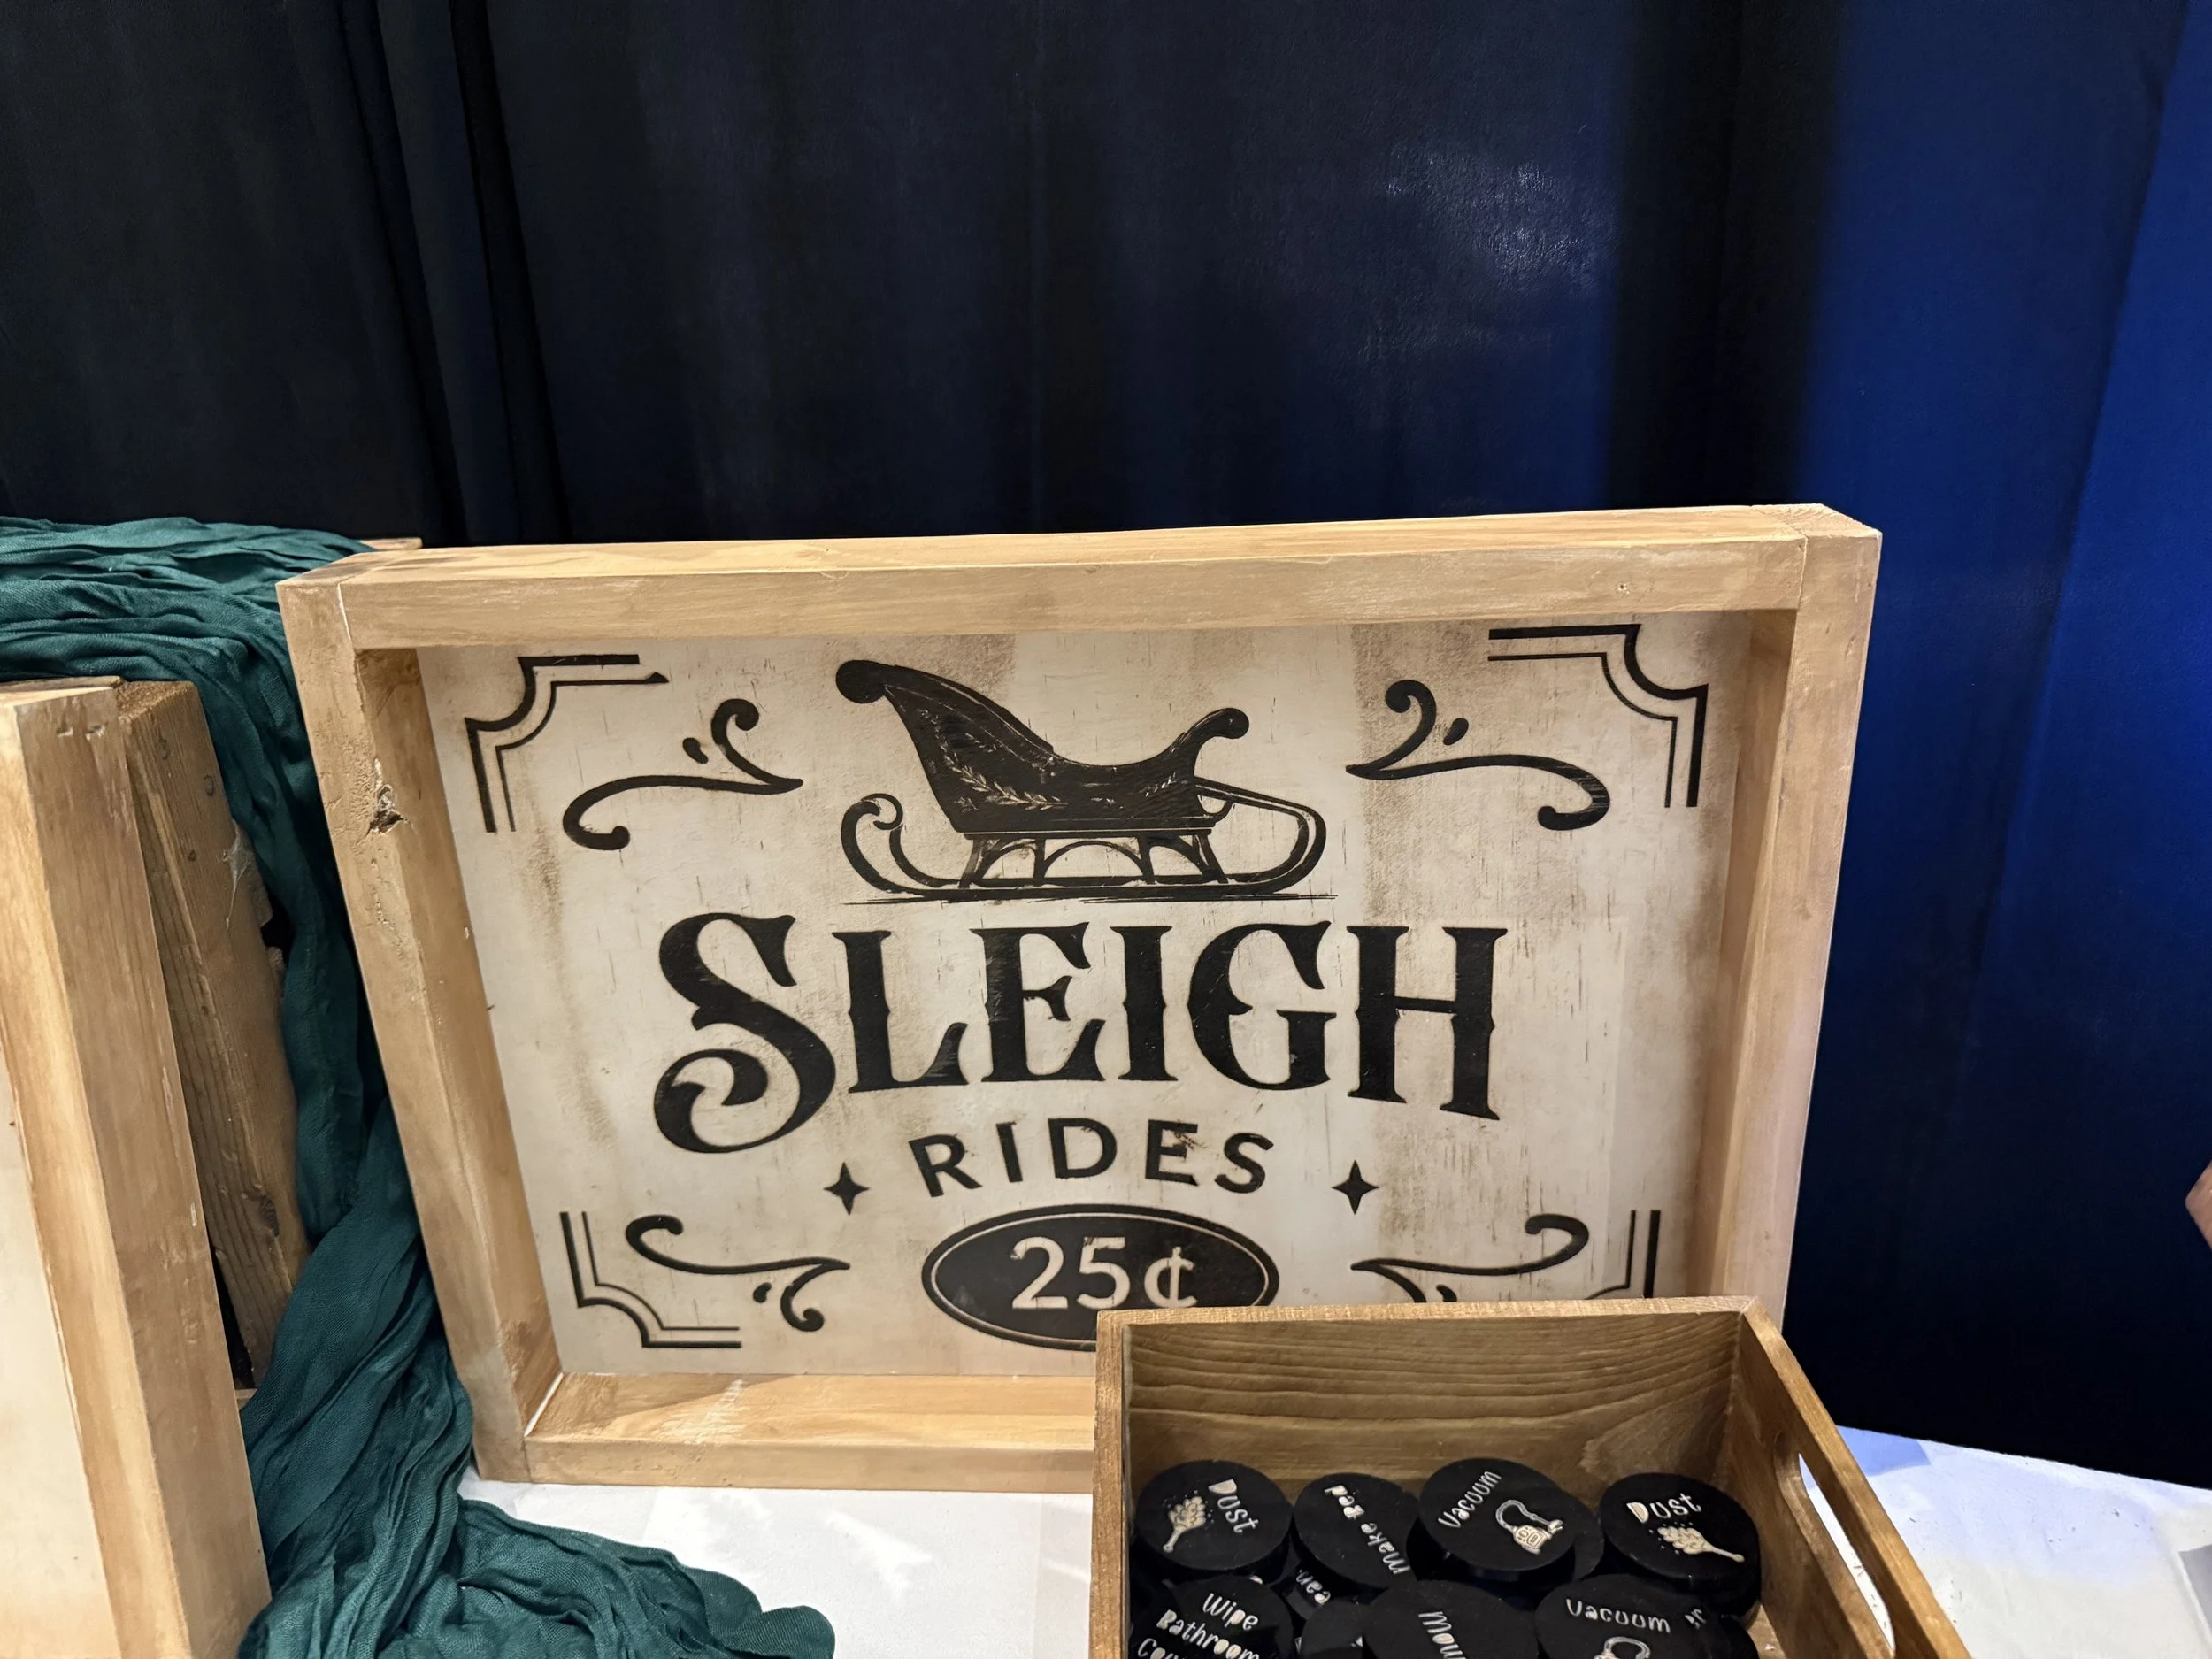 SLEIGH
RIDES
25¢
Dust
Make Bed
Vacuum
Dust
Wipe
Bathroom
Vacuum